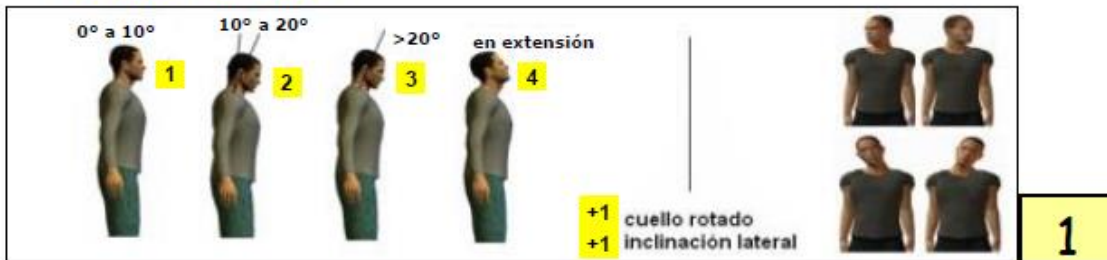 0° a 10°
1
10° a 20°
2
>20°
3
en extensión
4
+1 cuello rotado
+1 inclinación lateral
1